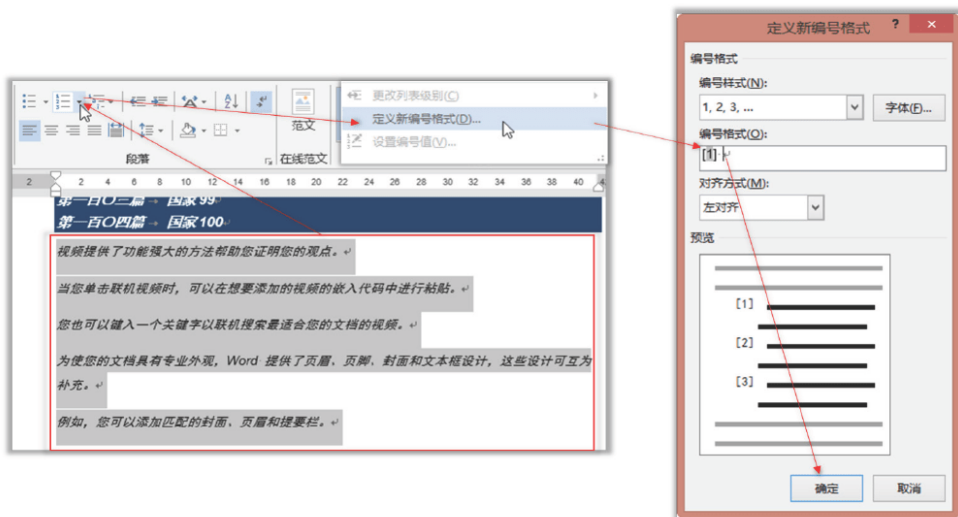 定义新编号格式 ? ×
编号格式
编号样式(N):
1, 2, 3, ...
字体(F)...
编号格式(O):
[1]
对齐方式(M):
左对齐
预览
[1]
[2]
[3]
确定 取消
范文
段落
在线范文
更改列表级别(C)
定义新编号格式(D)...
设置编号值(V)...
2 2 4 6 8 10 12 14 16 18 20 22 24 26 28 30 32 34 36 38 40
第一百〇三篇→ 国家99
第一百〇四篇→ 国家100
视频提供了功能强大的方法帮助您证明您的观点。
当您单击联机视频时，可以在想要添加的视频的嵌入代码中进行粘贴。
您也可以键入一个关键字以联机搜索最适合您的文档的视频。
为使您的文档具有专业外观，Word 提供了页眉、页脚、封面和文本框设计，这些设计可互为
补充。
例如，您可以添加匹配的封面、页眉和提要栏。